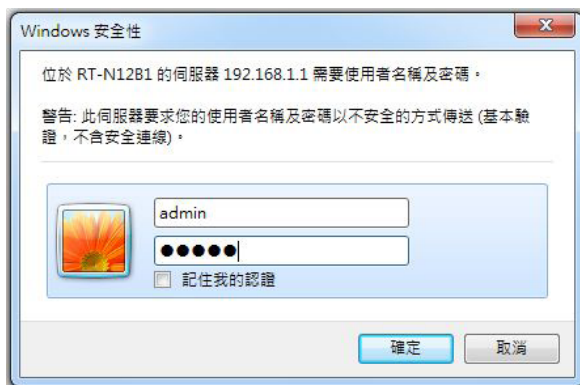 Windows 安全性
位於 RT-N12B1 的伺服器 192.168.1.1 需要使用者名稱及密碼。
警告: 此伺服器要求您的使用者名稱及密碼以不安全的方式傳送 (基本驗
證，不含安全連線)。
admin
●●●●●
記住我的認證
確定
取消